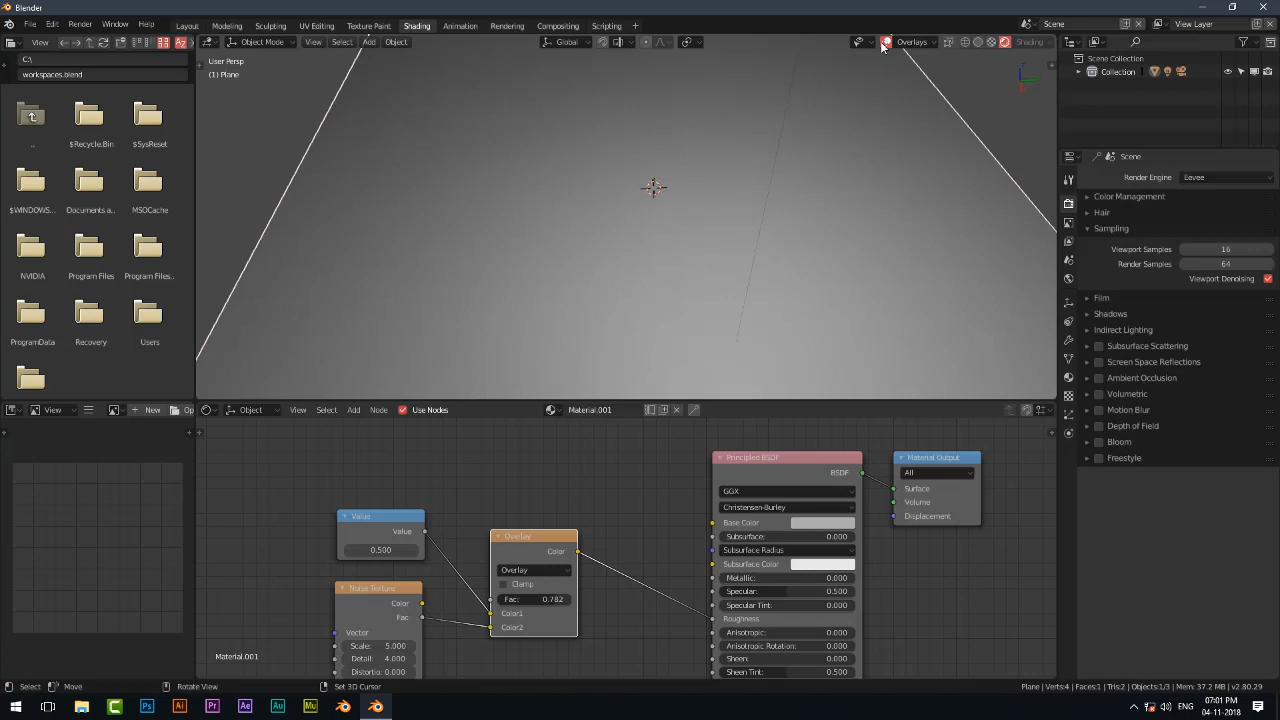 Blender
File Edit Render Window Help Layout Modeling Sculpting UV Editing Texture Paint Shading Animation Rendering Compositing Scripting Scene View Layer
View Object Mode View Select Add Object Global Overlays Shading
C:\
workspaces.blend
User Persp
(1) Plane
Scene Collection
Collection
Scene
Render Engine Eevee
Color Management
Hair
Sampling
Viewport Samples 16
Render Samples 64
Viewport Denoising
Film
Shadows
Indirect Lighting
Subsurface Scattering
Screen Space Reflections
Ambient Occlusion
Volumetric
Motion Blur
Depth of Field
Bloom
Freestyle
.. $Recycle.Bin $SysReset
$WINDOWS... Documents a... MSOCache
NVIDIA Program Files Program Files..
ProgramData Recovery Users
View New Op
Object View Select Add Node Use Nodes Material.001
Value
Value
0.500
Noise Texture
Color
Fac
Vector
Scale: 5.000
Detail: 4.000
Distortio: 0.000
Overlay
Color
Overlay
Clamp
Fac: 0.782
Color1
Color2
Principled BSDF
BSDF
GGX
Christensen-Burley
Base Color
Subsurface: 0.000
Subsurface Radius
Subsurface Color
Metallic: 0.000
Specular: 0.500
Specular Tint: 0.000
Roughness
Anisotropic: 0.000
Anisotropic Rotation: 0.000
Sheen: 0.000
Sheen Tint: 0.500
Material Output
All
Surface
Volume
Displacement
Material.001
Select Move Rotate View Set 3D Cursor Plane | Verts:4 | Faces:1 | Tris:2 | Objects:1/3 | Mem: 37.2 MB | v2.80.29
Ps Ai Pr Ae Au Mu ENG 07:01 PM
04-11-2018